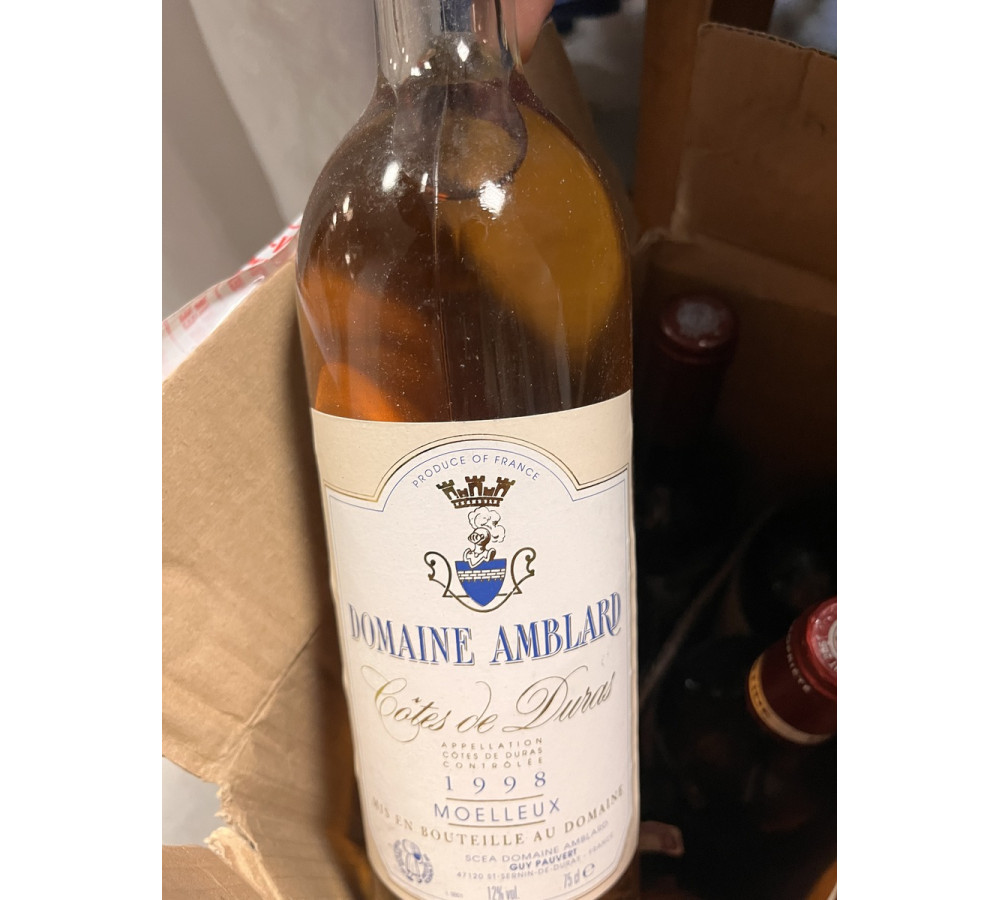 PRODUCE OF FRANCE
DOMAINE AMBLARD
Côtes de Duras
APPELLATION
CÔTES DE DURAS
CONTRÔLÉE
1998
MOELLEUX
MIS EN BOUTEILLE AU DOMAINE
SCEA DOMAINE AMBLARD
GUY PAUVERT
47120 ST-SERNIN-DE-DURAS - FRANCE
12% vol.
75 cl e